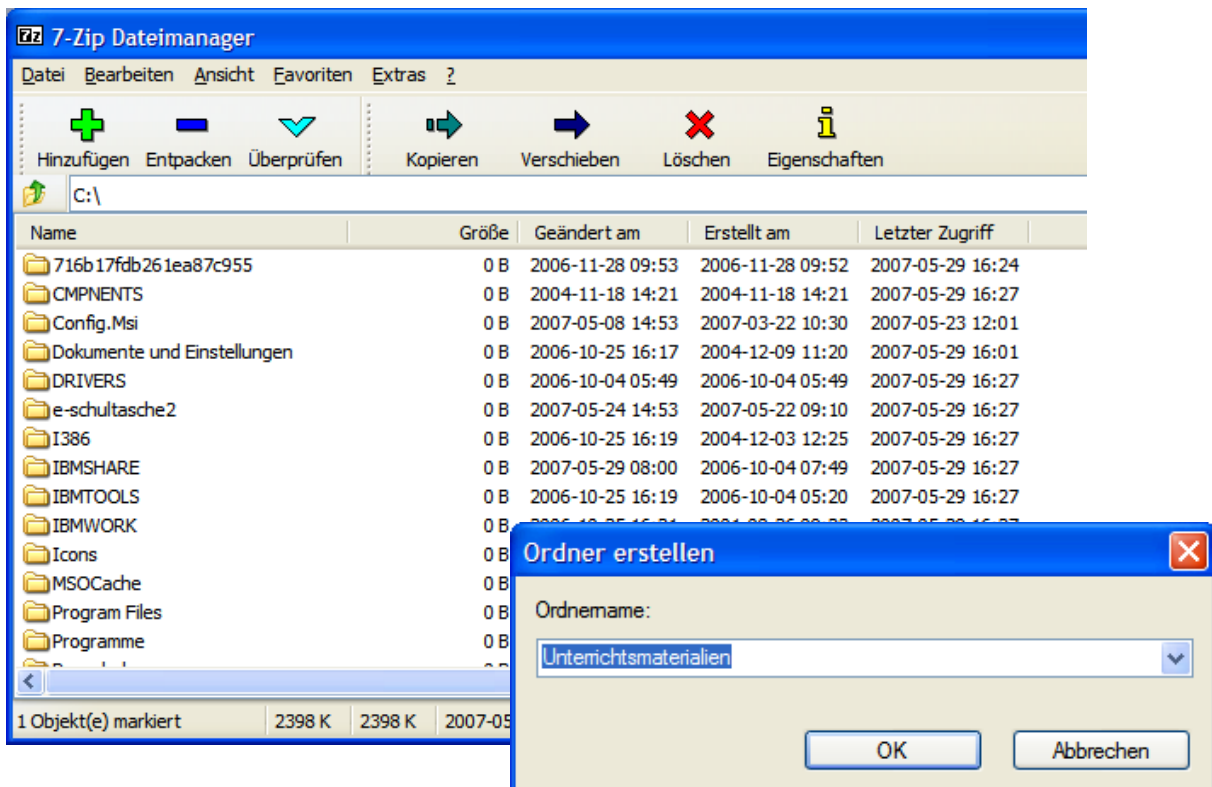 7-Zip Dateimanager
Datei Bearbeiten Ansicht Favoriten Extras ?
Hinzufügen Entpacken Überprüfen Kopieren Verschieben Löschen Eigenschaften
C:\
Name Größe Geändert am Erstellt am Letzter Zugriff
716b17fdb261ea87c955 0 B 2006-11-28 09:53 2006-11-28 09:52 2007-05-29 16:24
CMPNENTS 0 B 2004-11-18 14:21 2004-11-18 14:21 2007-05-29 16:27
Config.Msi 0 B 2007-05-08 14:53 2007-03-22 10:30 2007-05-23 12:01
Dokumente und Einstellungen 0 B 2006-10-25 16:17 2004-12-09 11:20 2007-05-29 16:01
DRIVERS 0 B 2006-10-04 05:49 2006-10-04 05:49 2007-05-29 16:27
e-schultasche2 0 B 2007-05-24 14:53 2007-05-22 09:10 2007-05-29 16:27
I386 0 B 2006-10-25 16:19 2004-12-03 12:25 2007-05-29 16:27
IBMSHARE 0 B 2007-05-29 08:00 2006-10-04 07:49 2007-05-29 16:27
IBMTOOLS 0 B 2006-10-25 16:19 2006-10-04 05:20 2007-05-29 16:27
IBMWORK 0 B
Icons 0 B
MSOCache 0 B
Program Files 0 B
Programme 0 B
1 Objekt(e) markiert 2398 K 2398 K 2007-05
Ordner erstellen
Ordnername:
Unterrichtsmaterialien
OK Abbrechen